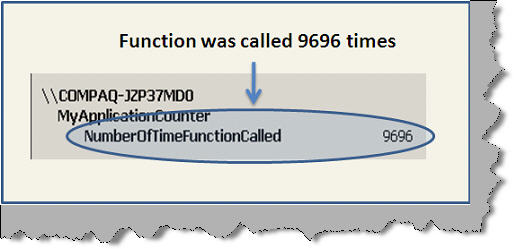 Function was called 9696 times
\\COMPAQ-JZP37MD0
MyApplicationCounter
NumberOfTimeFunctionCalled 9696